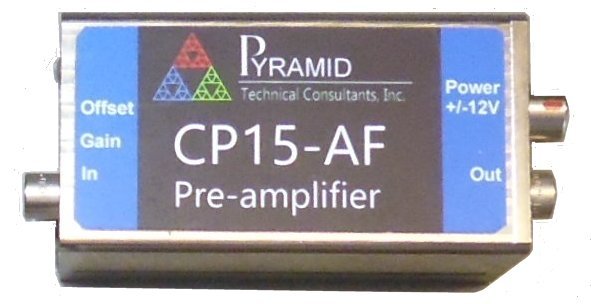 PYRAMID
Technical Consultants, Inc.
CP15-AF
Pre-amplifier
Offset
Gain
In
Power
+/-12V
Out